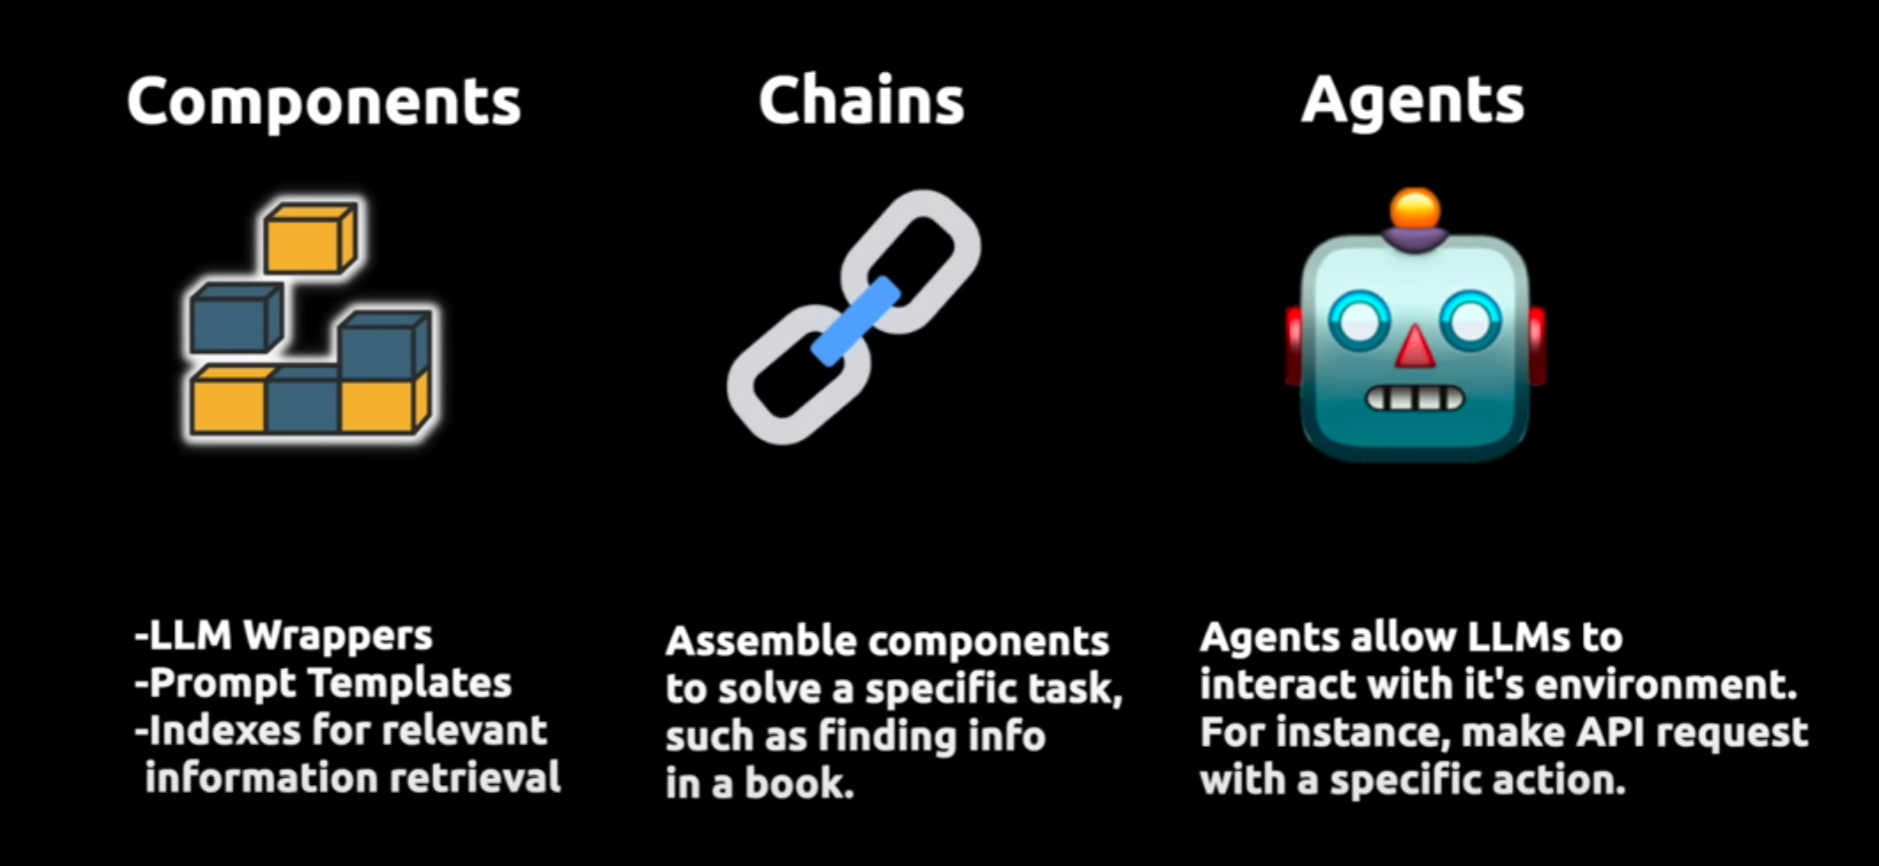 Components
-LLM Wrappers
-Prompt Templates
-Indexes for relevant
information retrieval
Chains
Assemble components
to solve a specific task,
such as finding info
in a book.
Agents
Agents allow LLMs to
interact with it's environment.
For instance, make API request
with a specific action.